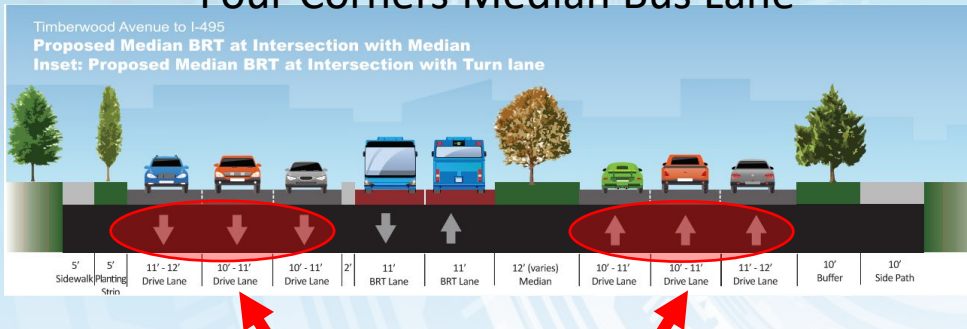 Four Corners Median Bus Lane
Timberwood Avenue to I-495
Proposed Median BRT at Intersection with Median
Inset: Proposed Median BRT at Intersection with Turn lane
5'
Sidewalk
5'
Planting
Strip
11' - 12'
Drive Lane
10' - 11'
Drive Lane
10' - 11'
Drive Lane
2'
11'
BRT Lane
11'
BRT Lane
12' (varies)
Median
10' - 11'
Drive Lane
10' - 11'
Drive Lane
11' - 12'
Drive Lane
10'
Buffer
10'
Side Path